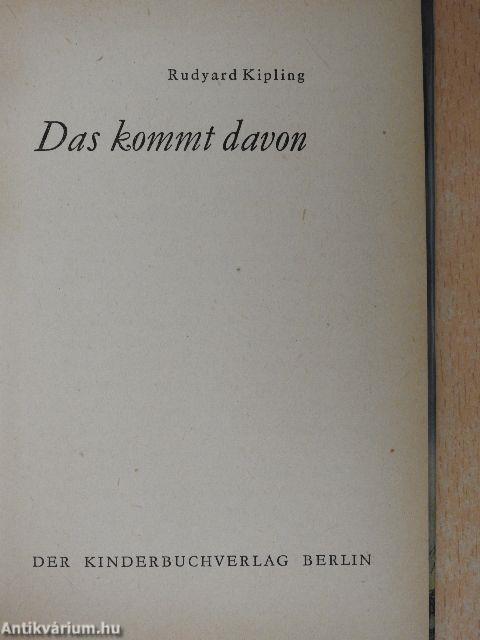 Rudyard Kipling
Das kommt davon
DER KINDERBUCHVERLAG BERLIN
Antikvárium.hu